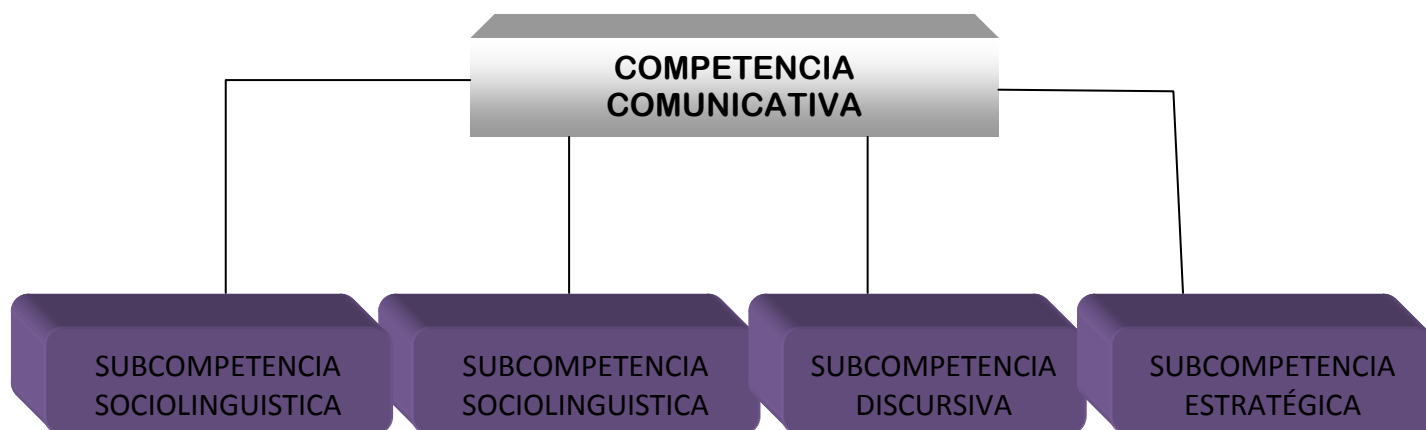 COMPETENCIA
COMUNICATIVA
SUBCOMPETENCIA
SOCIOLINGUISTICA
SUBCOMPETENCIA
SOCIOLINGUISTICA
SUBCOMPETENCIA
DISCURSIVA
SUBCOMPETENCIA
ESTRATÉGICA